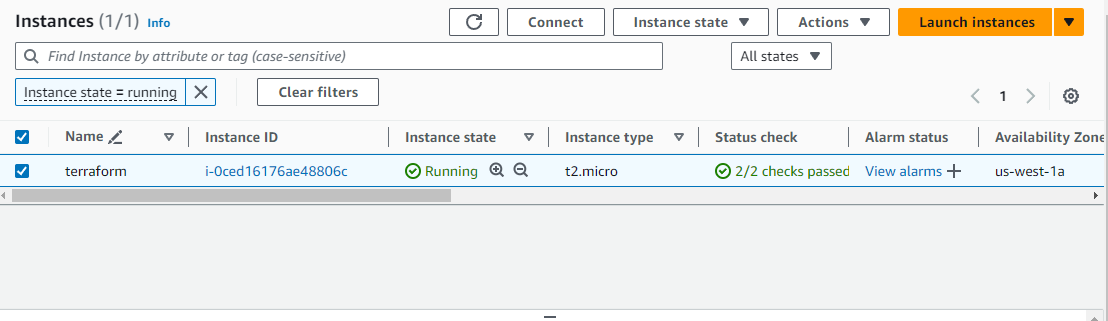 Instances (1/1) Info Connect Instance state Actions Launch instances
Find Instance by attribute or tag (case-sensitive) All states
Instance state = running Clear filters 1
Name Instance ID Instance state Instance type Status check Alarm status Availability Zone
terraform i-0ced16176ae48806c Running t2.micro 2/2 checks passed View alarms us-west-1a